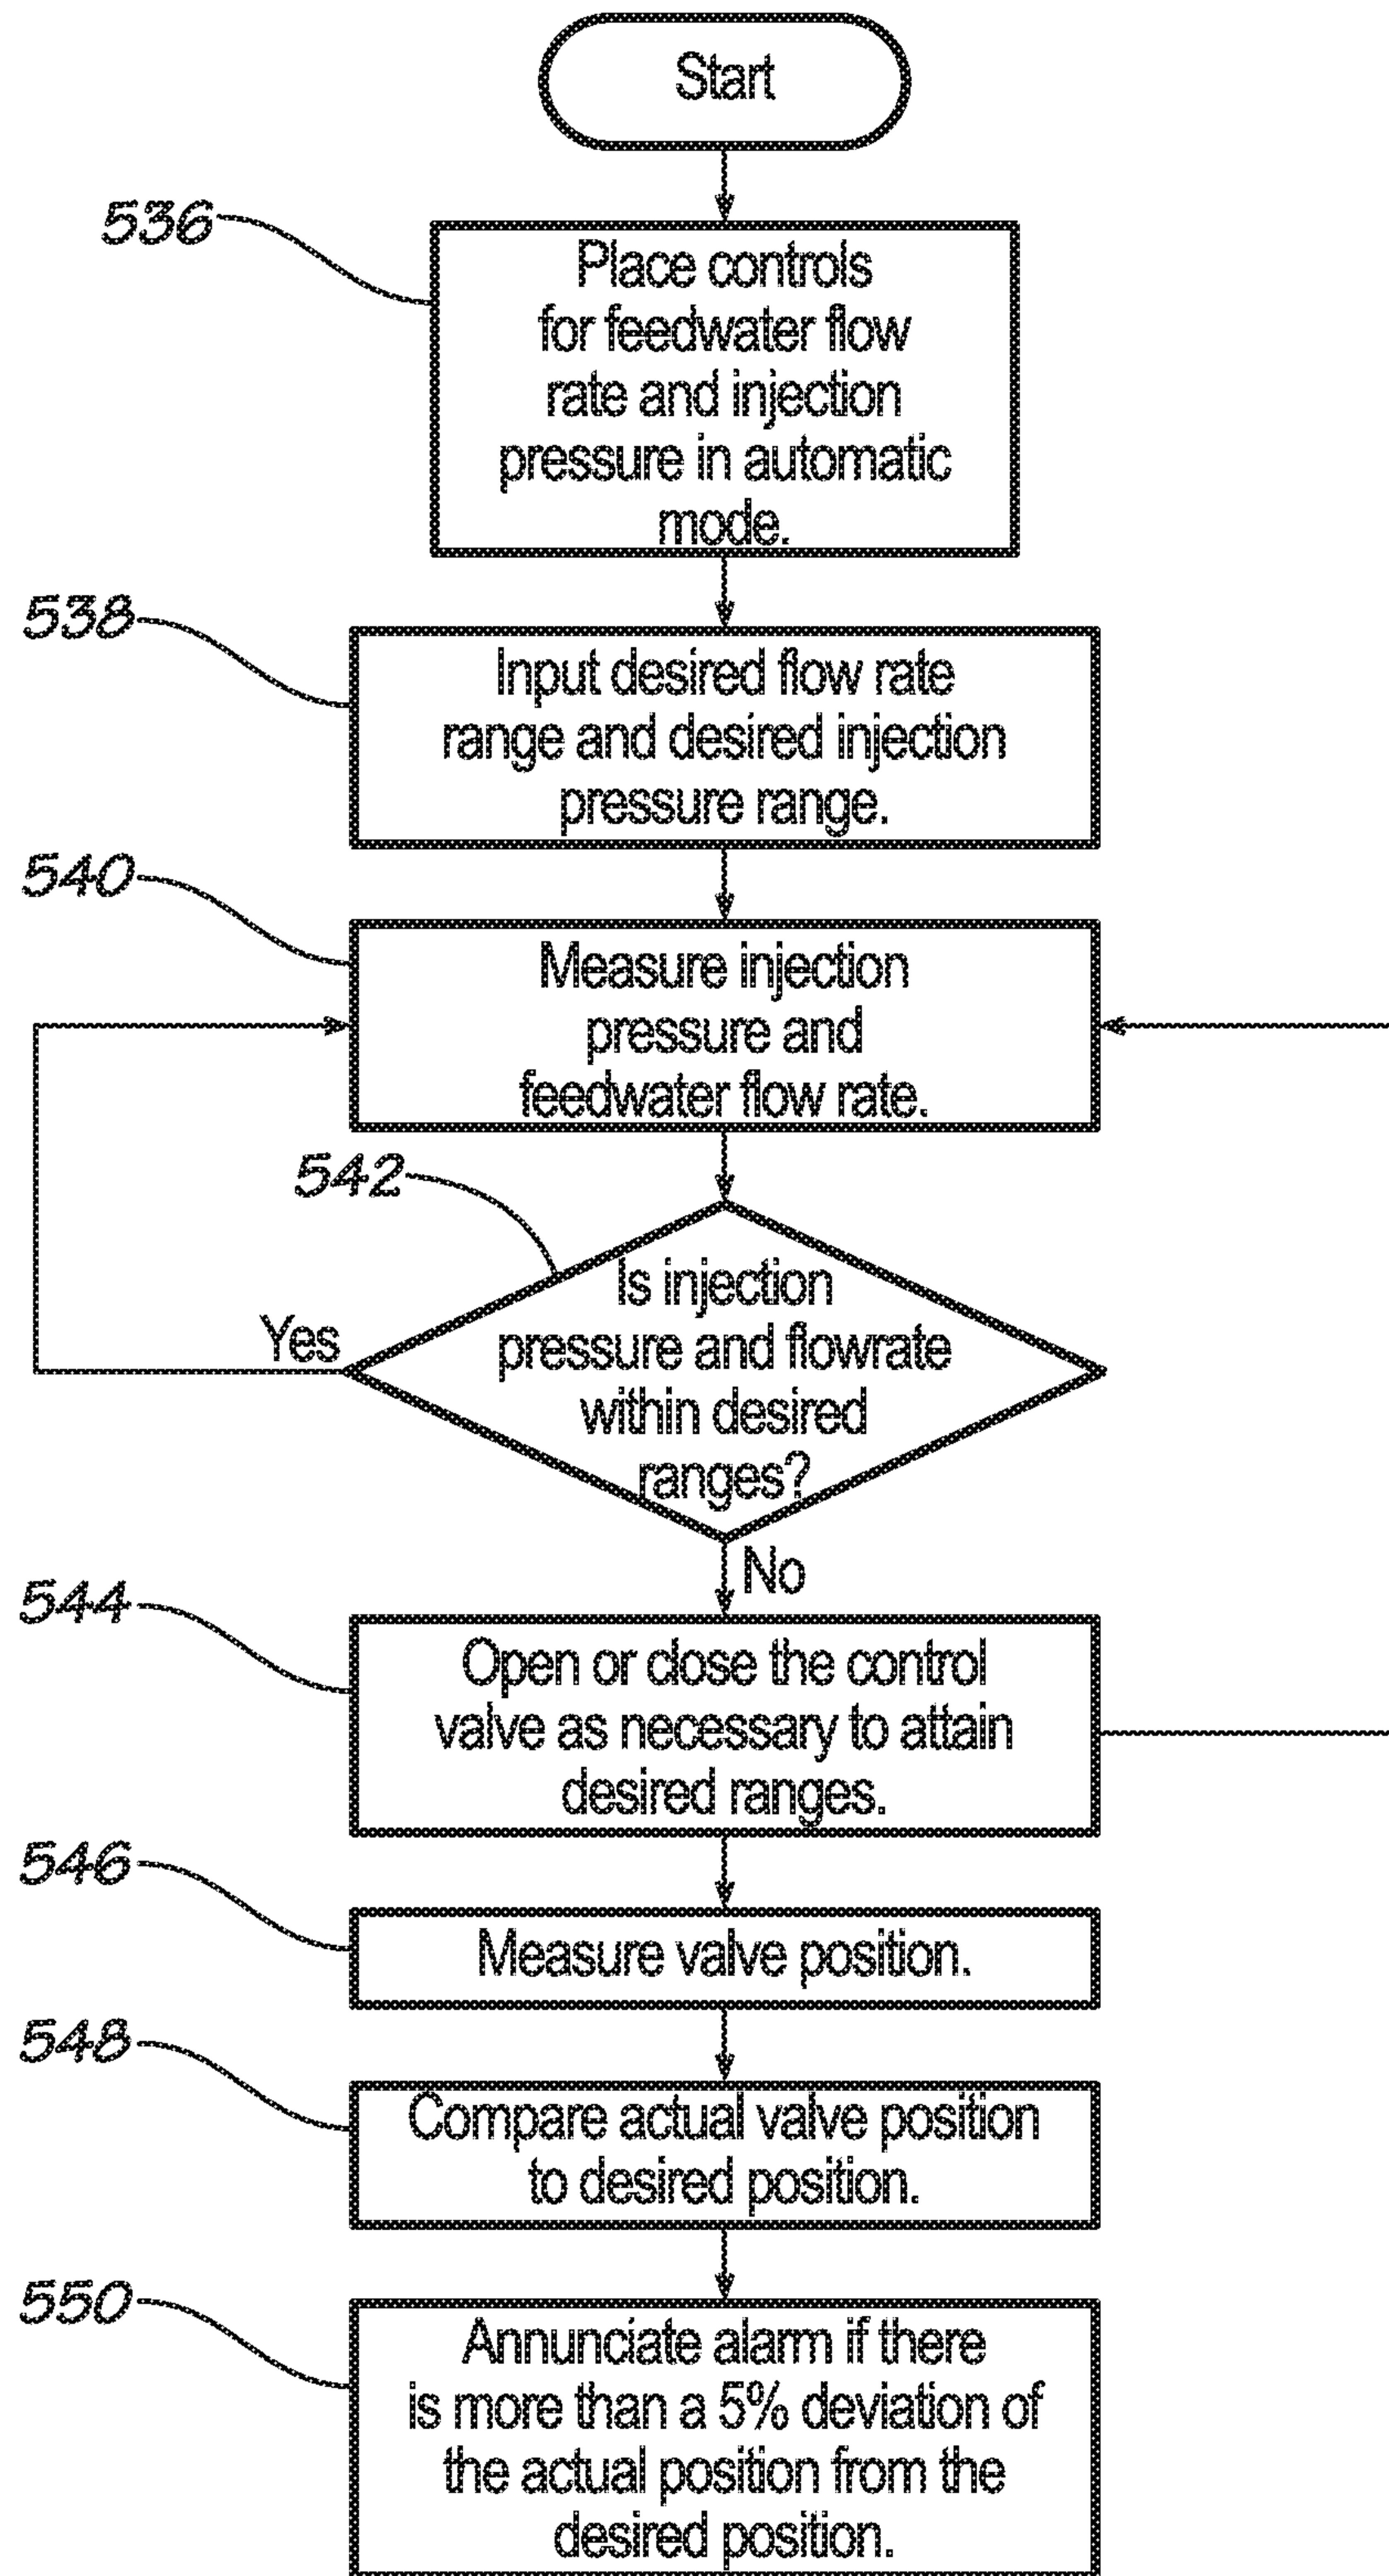 Start
536
Place controls
for feedwater flow
rate and injection
pressure in automatic
mode.
538
Input desired flow rate
range and desired injection
pressure range.
540
Measure injection
pressure and
feedwater flow rate.
542
Is injection
pressure and flowrate
within desired
ranges?
Yes
No
544
Open or close the control
valve as necessary to attain
desired ranges.
546
Measure valve position.
548
Compare actual valve position
to desired position.
550
Annunciate alarm if there
is more than a 5% deviation of
the actual position from the
desired position.